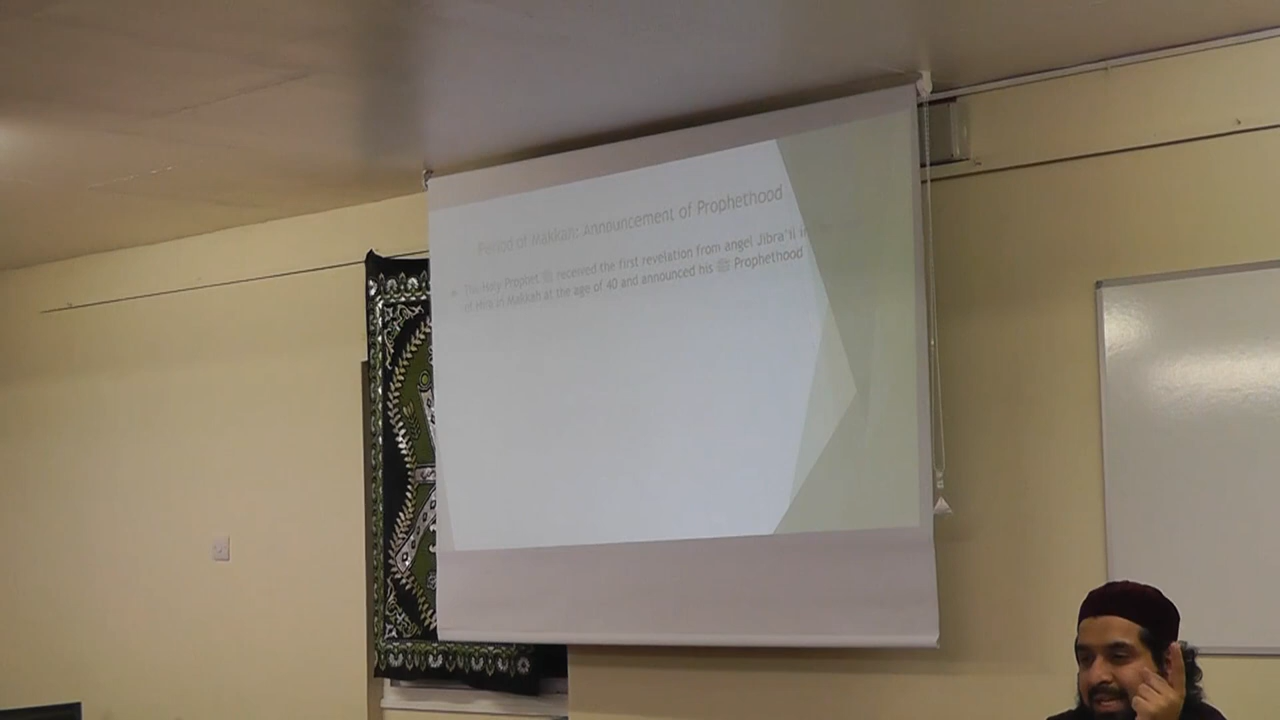 Period of Makkah: Announcement of Prophethood
The Holy Prophet ﷺ received the first revelation from angel Jibra'il in
of Hira in Makkah at the age of 40 and announced his ﷺ Prophethood